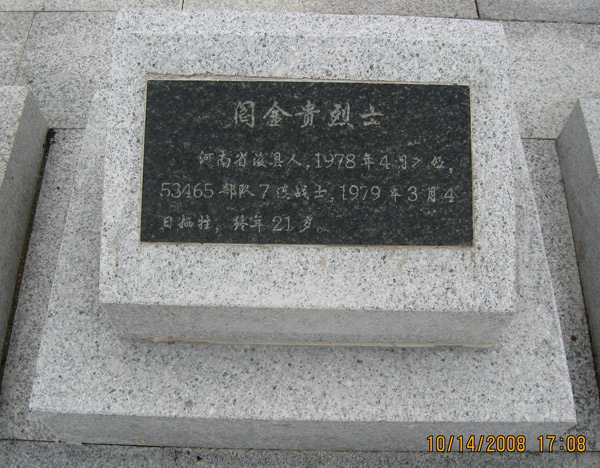 阎金贵烈士
河南省浚县人,1978年4月入伍,
53465部队7连战士,1979年3月4
日牺牲,终年21岁。
10/14/2008 17:08